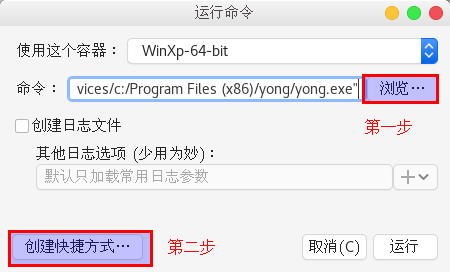 运行命令
使用这个容器： WinXp-64-bit
命令： vices/c:/Program Files (x86)/yong/yong.exe" 浏览…
第一步
创建日志文件
其他日志选项 (少用为妙)：
默认只加载常用日志参数
创建快捷方式… 第二步 取消(C) 运行